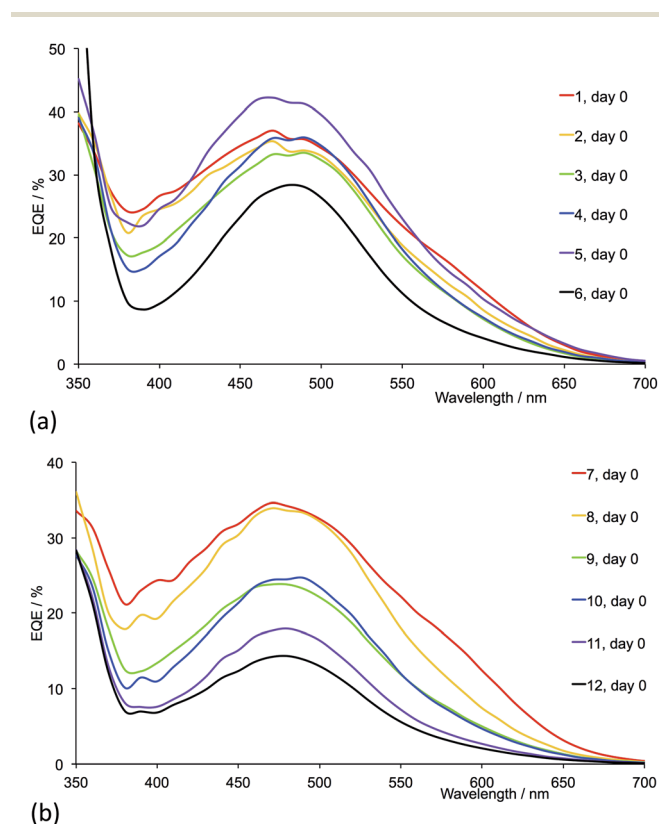 50
40
30
20
10
0
EQE / %
1, day 0
2, day 0
3, day 0
4, day 0
5, day 0
6, day 0
350 400 450 500 550 600 650 700
Wavelength / nm
(a)
40
30
20
10
0
EQE / %
7, day 0
8, day 0
9, day 0
10, day 0
11, day 0
12, day 0
350 400 450 500 550 600 650 700
Wavelength / nm
(b)